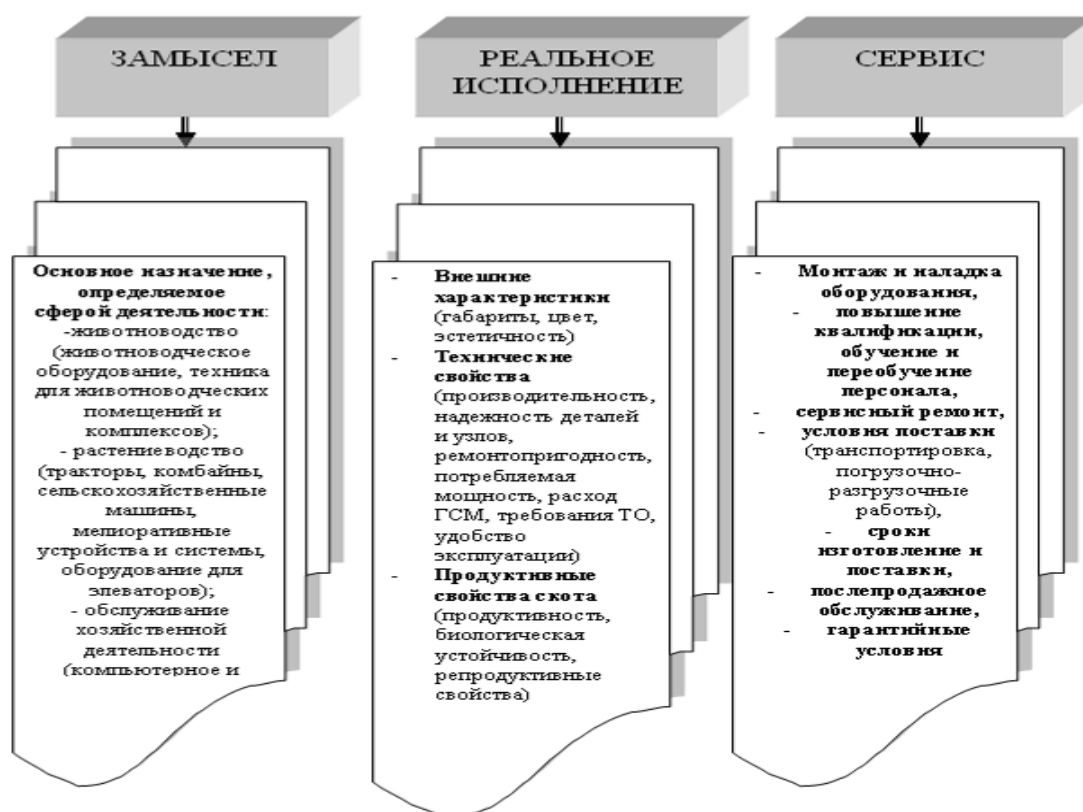 ЗАМЫСЕЛ
Основное назначение,
определяемое
сферой деятельности:
-животноводство
(животноводческое
оборудование, техника
для животноводческих
помещений и
комплексов);
- растениеводство
(тракторы, комбайны,
сельскохозяйственные
машины,
мелиоративные
устройства и системы,
оборудование для
элеваторов);
- обслуживание
хозяйственной
деятельности
(компьютерное и
РЕАЛЬНОЕ
ИСПОЛНЕНИЕ
- Внешние
характеристики
(габариты, цвет,
эстетичность)
- Технические
свойства
(производительность,
надежность деталей
и узлов,
ремонтопригодность,
потребляемая
мощность, расход
ГСМ, требования ТО,
удобство
эксплуатации)
- Продуктивные
свойства скота
(продуктивность,
биологическая
устойчивость,
репродуктивные
свойства)
СЕРВИС
- Монтаж и наладка
оборудования,
- повышение
квалификации,
обучение и
переобучение
персонала,
- сервисный ремонт,
- условия поставки
(транспортировка,
погрузочно-
разгрузочные
работы),
- сроки
изготовление и
поставки,
- послепродажное
обслуживание,
- гарантийные
условия